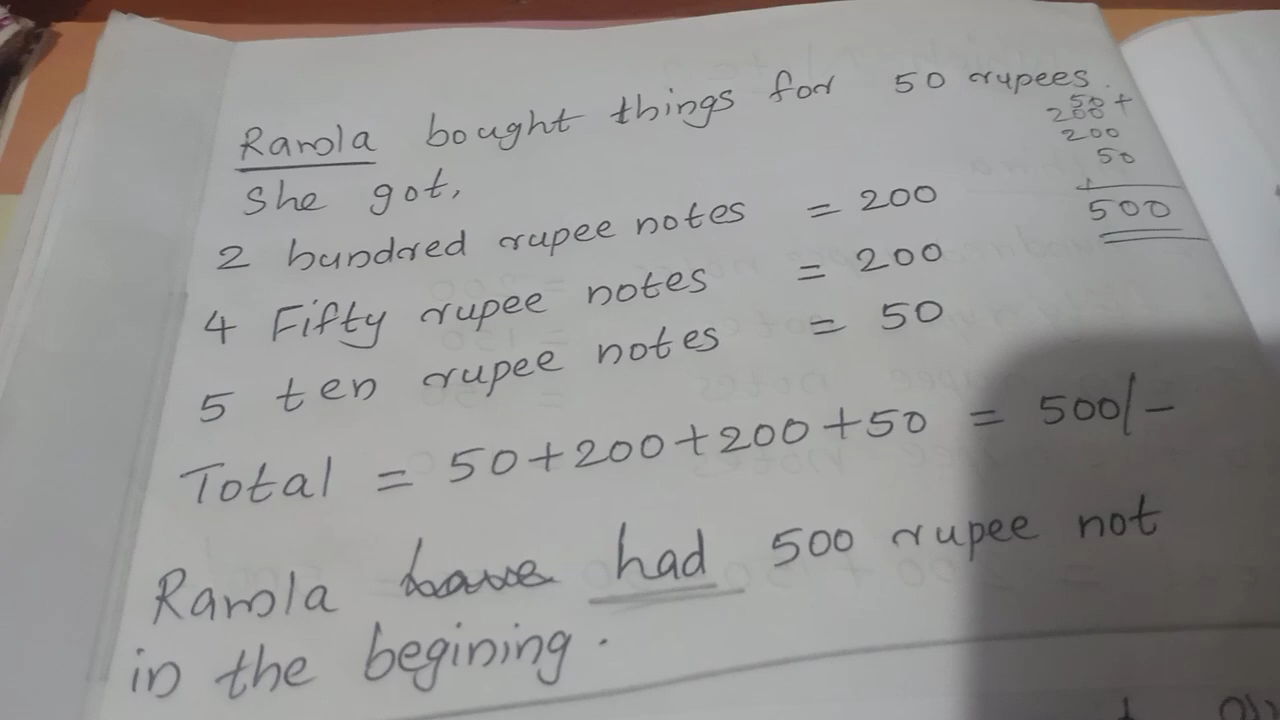 Ramla bought things for 50 rupees.
She got,
2 hundred rupee notes = 200
4 Fifty rupee notes = 200
5 ten rupee notes = 50
50 +
200
200
50
+
500
Total = 50+200+200+50 = 500/-
Ramla have had 500 rupee not
in the begining.